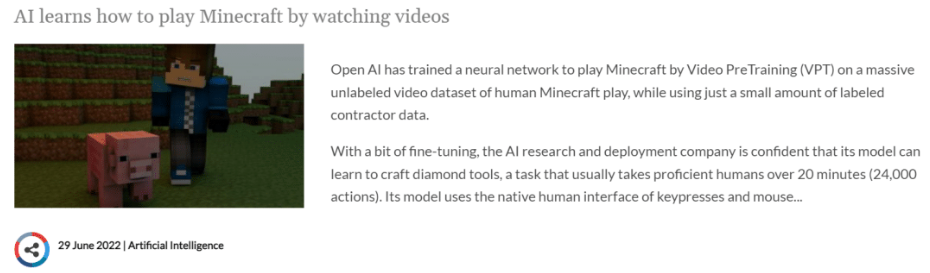 AI learns how to play Minecraft by watching videos
Open AI has trained a neural network to play Minecraft by Video PreTraining (VPT) on a massive
unlabeled video dataset of human Minecraft play, while using just a small amount of labeled
contractor data.
With a bit of fine-tuning, the AI research and deployment company is confident that its model can
learn to craft diamond tools, a task that usually takes proficient humans over 20 minutes (24,000
actions). Its model uses the native human interface of keypresses and mouse...
29 June 2022 | Artificial Intelligence